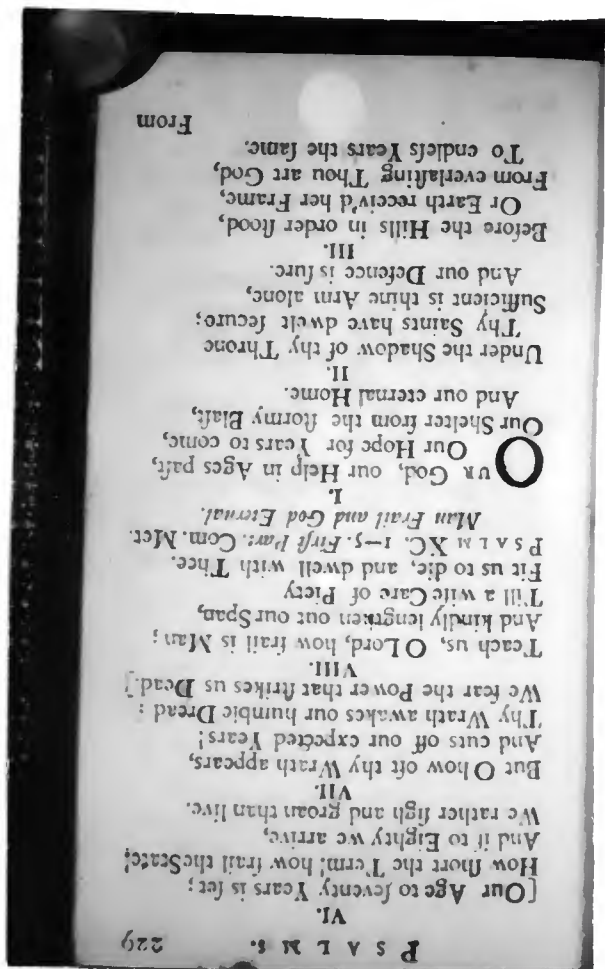 PSALMS. 229
VI.
[Our Age to ſeventy Years is ſet;
How ſhort the Term! how frail the State!
And if to Eighty we arrive,
We rather ſigh and groan than live.
VII.
But O how oft thy Wrath appears,
And cuts off our expected Years!
Thy Wrath awakes our humble Dread:
We fear the Power that ſtrikes us Dead.]
VIII.
Teach us, O Lord, how frail is Man;
And kindly lengthen out our Span,
Till a wiſe Care of Piety
Fit us to die, and dwell with Thee.
PSALM XC. 1-5. Firſt Part. Com. Met.
Man Frail and God Eternal.
I.
OUR God, our Help in Ages paſt,
Our Hope for Years to come,
Our Shelter from the ſtormy Blaſt,
And our eternal Home.
II.
Under the Shadow of thy Throne
Thy Saints have dwelt ſecure;
Sufficient is thine Arm alone,
And our Defence is ſure.
III.
Before the Hills in order ſtood,
Or Earth receiv'd her Frame,
From everlaſting Thou art God,
To endleſs Years the ſame.
From